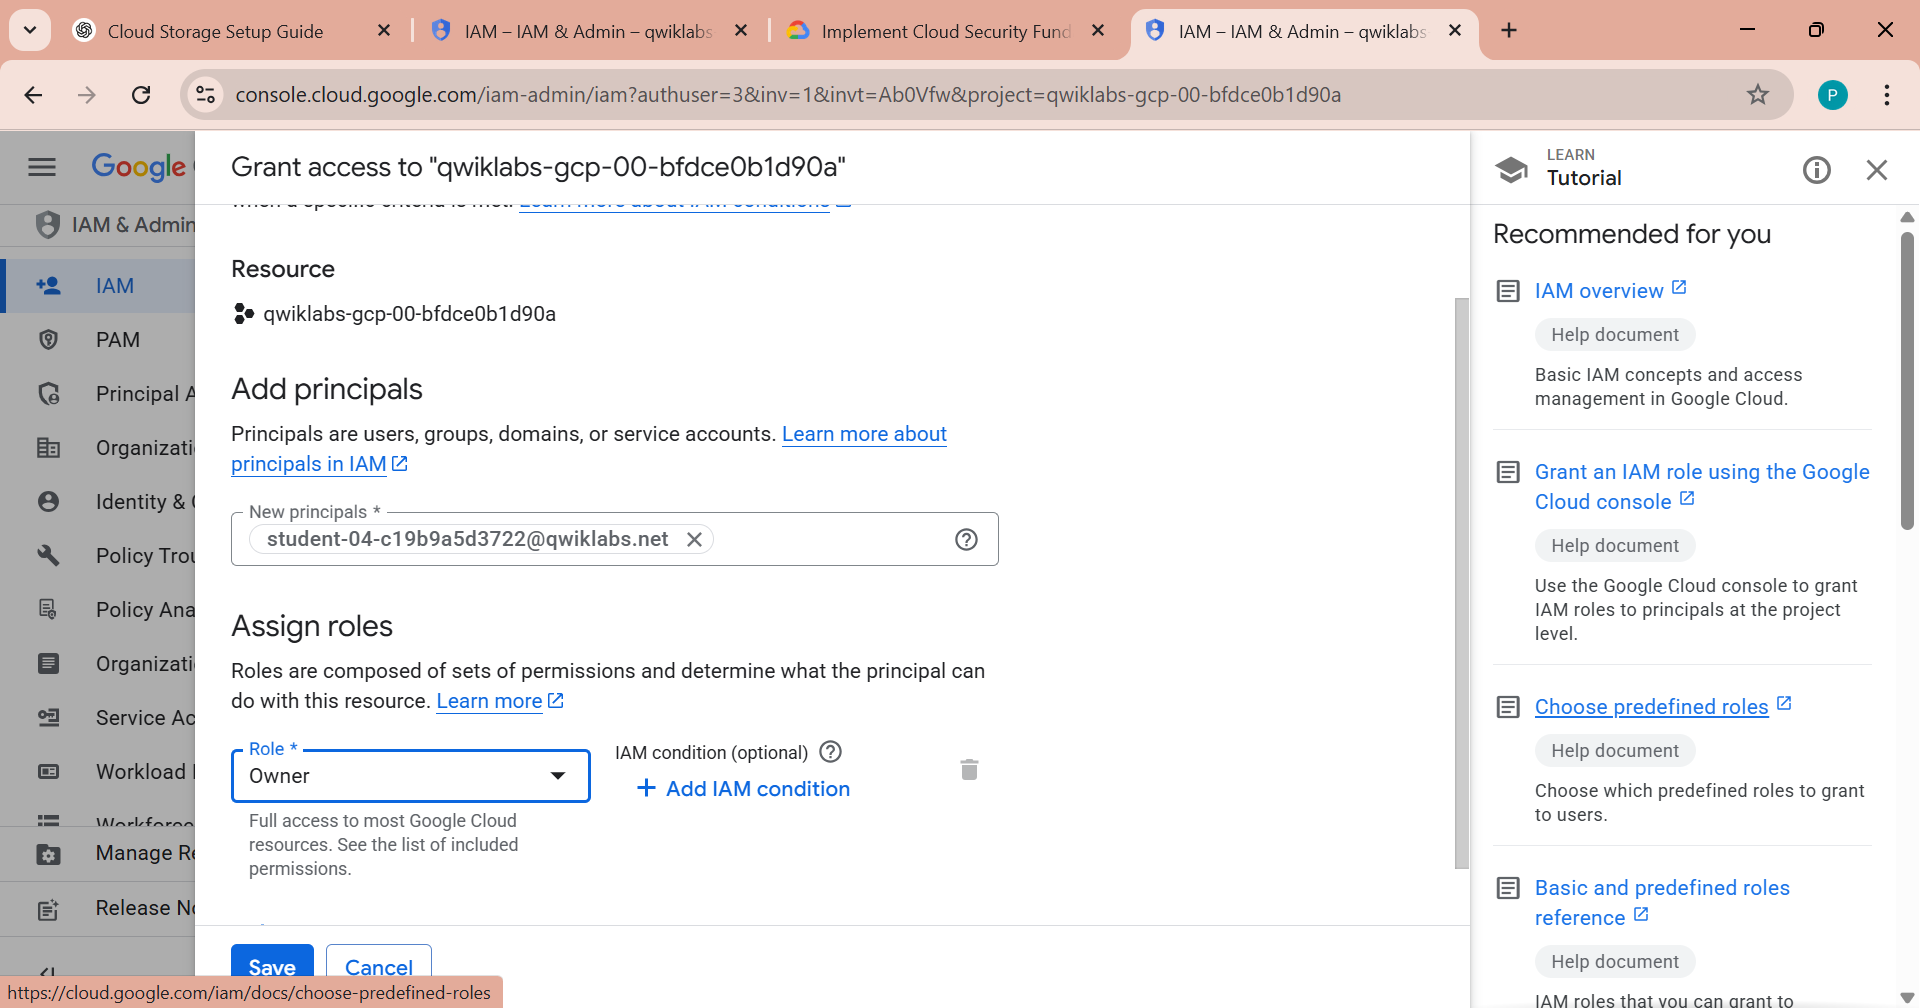 Cloud Storage Setup Guide
IAM – IAM & Admin – qwiklabs
Implement Cloud Security Fund
IAM – IAM & Admin – qwiklabs
console.cloud.google.com/iam-admin/iam?authuser=3&inv=1&invt=Ab0Vfw&project=qwiklabs-gcp-00-bfdce0b1d90a
P
Google
IAM & Admin
IAM
PAM
Principal A
Organizati
Identity &
Policy Trou
Policy Ana
Organizati
Service Ac
Workload
Workforce
Manage Re
Release No
Grant access to "qwiklabs-gcp-00-bfdce0b1d90a"
when a specific criteria is met. Learn more about IAM conditions
Resource
qwiklabs-gcp-00-bfdce0b1d90a
Add principals
Principals are users, groups, domains, or service accounts. Learn more about
principals in IAM
New principals *
student-04-c19b9a5d3722@qwiklabs.net
Assign roles
Roles are composed of sets of permissions and determine what the principal can
do with this resource. Learn more
Role *
Owner
IAM condition (optional)
+ Add IAM condition
Full access to most Google Cloud
resources. See the list of included
permissions.
Save
Cancel
https://cloud.google.com/iam/docs/choose-predefined-roles
LEARN
Tutorial
Recommended for you
IAM overview
Help document
Basic IAM concepts and access
management in Google Cloud.
Grant an IAM role using the Google
Cloud console
Help document
Use the Google Cloud console to grant
IAM roles to principals at the project
level.
Choose predefined roles
Help document
Choose which predefined roles to grant
to users.
Basic and predefined roles
reference
Help document
IAM roles that you can grant to